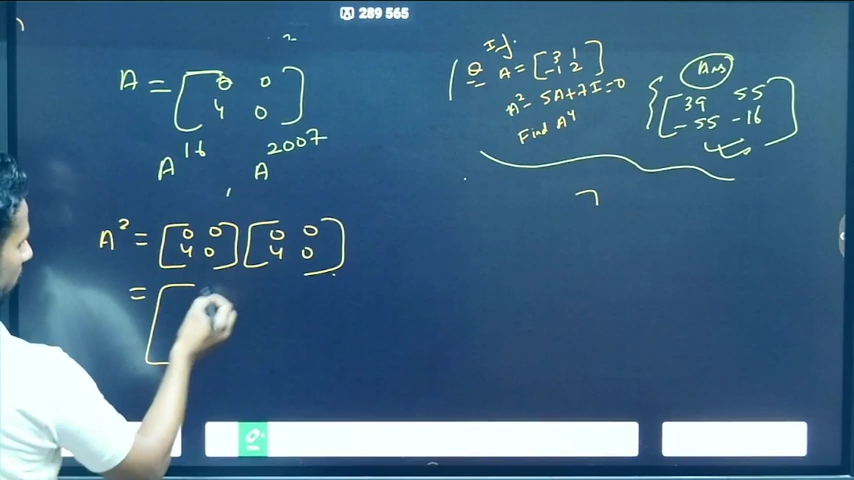 289 565
A = [0 0
4 0]
A^16 , A^2007
A^2 = [0 0
4 0] [0 0
4 0]
= [
If.
Q A = [3 1
-1 2]
A^2 - 5A + 7I = 0
Find A^4
Ans
[39 55
-55 -16]